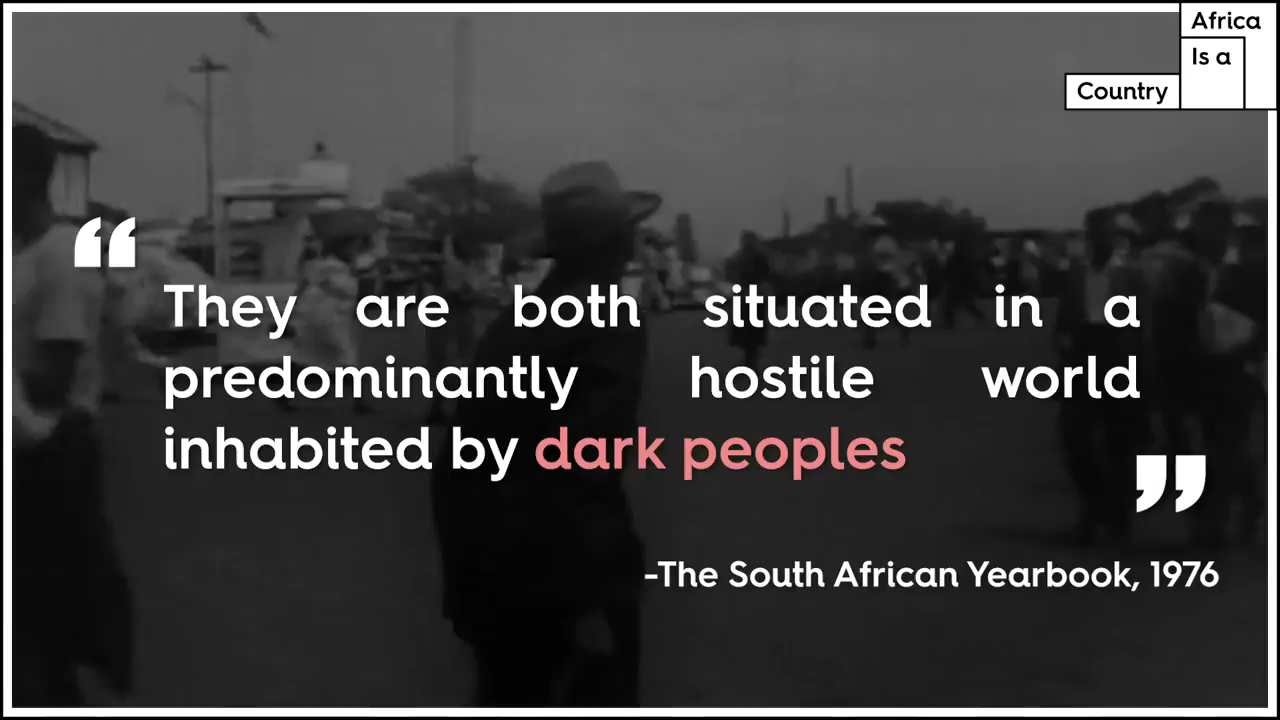 Africa
Is a
Country
“
They are both situated in a
predominantly hostile world
inhabited by dark peoples
”
-The South African Yearbook, 1976